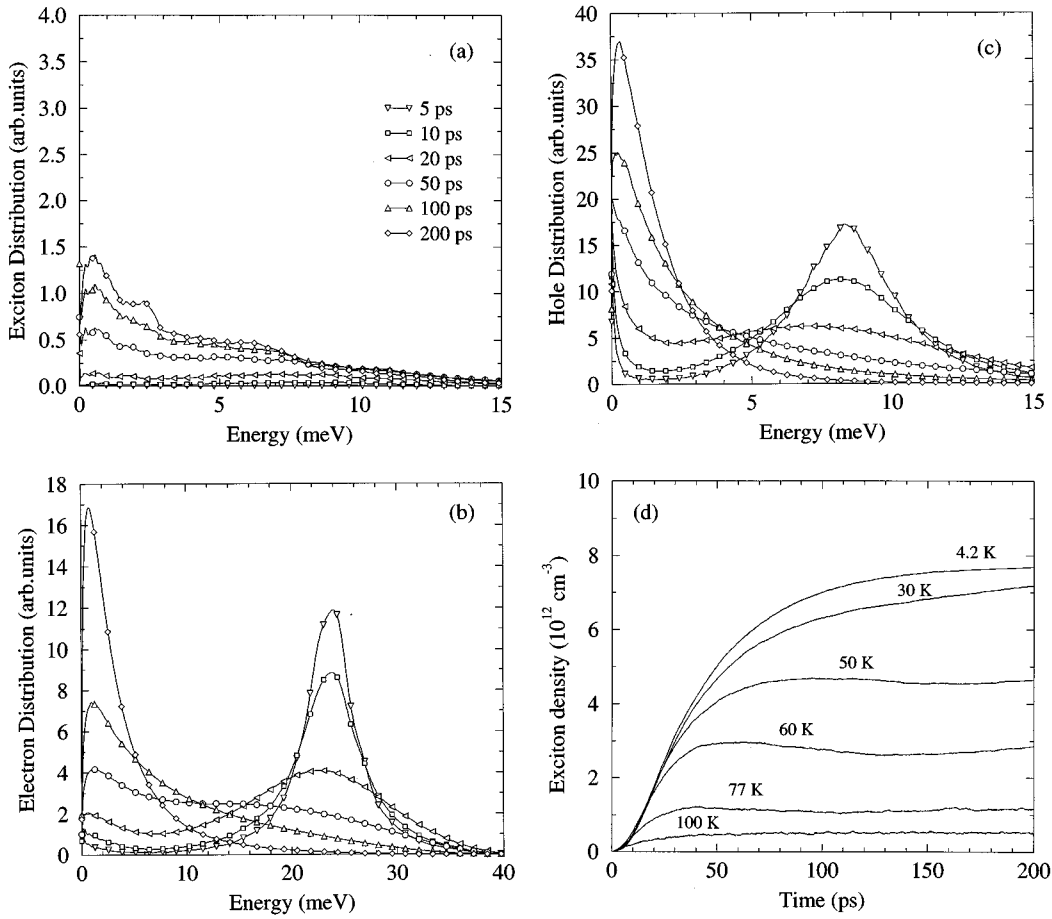 (a)
Exciton Distribution (arb.units)
4.0
3.5
3.0
2.5
2.0
1.5
1.0
0.5
0.0
5 ps
10 ps
20 ps
50 ps
100 ps
200 ps
0 5 10 15
Energy (meV)
(c)
Hole Distribution (arb.units)
40
35
30
25
20
15
10
5
0
0 5 10 15
Energy (meV)
(b)
Electron Distribution (arb.units)
18
16
14
12
10
8
6
4
2
0
0 10 20 30 40
Energy (meV)
(d)
Exciton density (10¹² cm⁻³)
10
8
6
4
2
0
4.2 K
30 K
50 K
60 K
77 K
100 K
0 50 100 150 200
Time (ps)